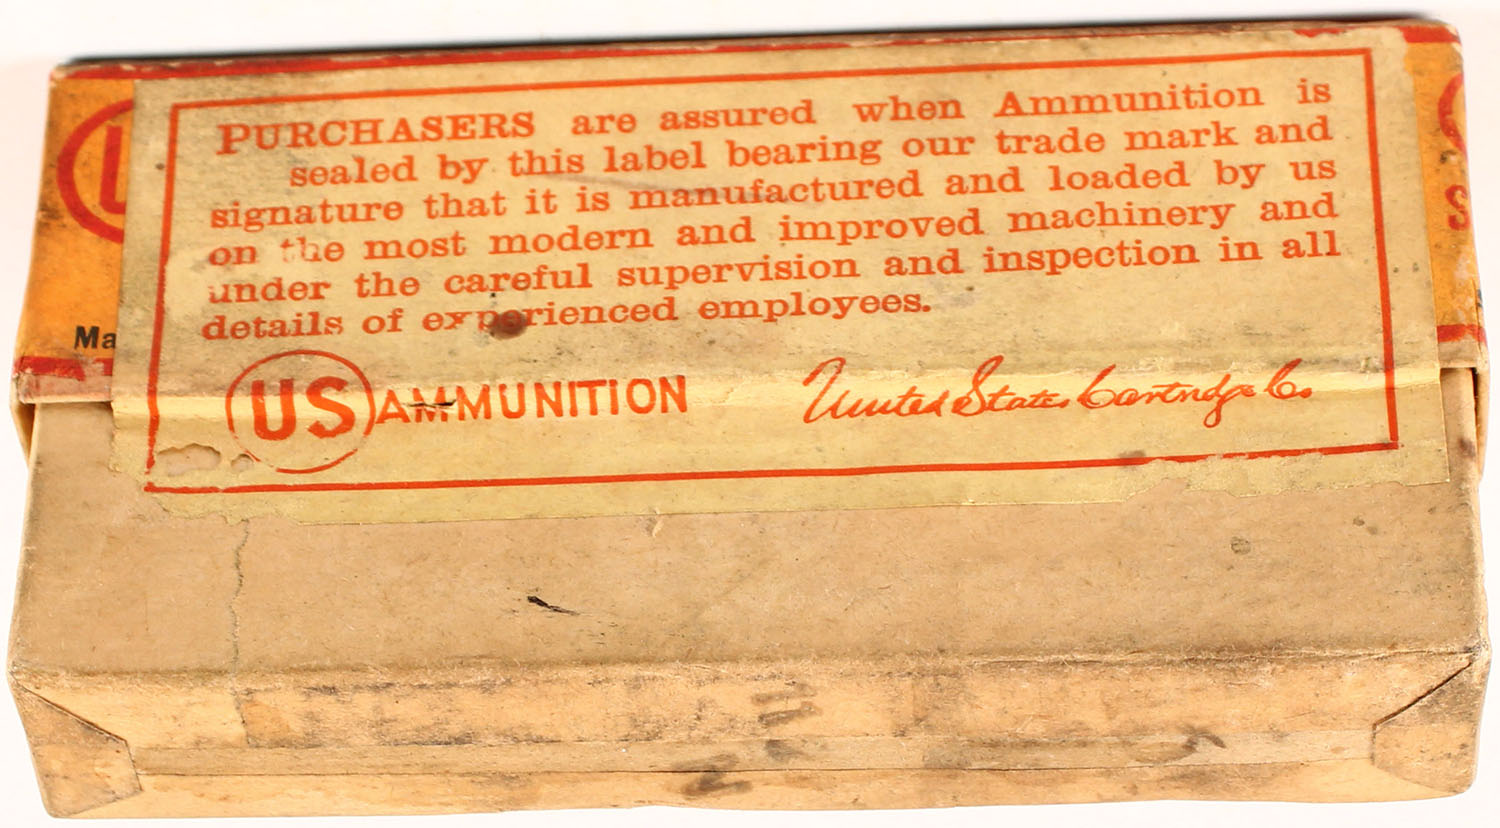 PURCHASERS are assured when Ammunition is
sealed by this label bearing our trade mark and
signature that it is manufactured and loaded by us
on the most modern and improved machinery and
under the careful supervision and inspection in all
details of experienced employees.
US AMMUNITION United States Cartridge Co.
Ma
S